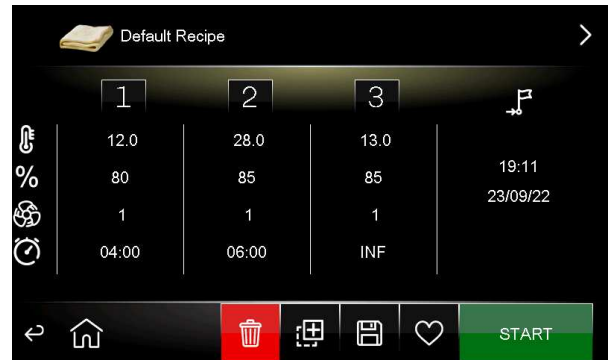 Default Recipe
1 2 3
12.0 28.0 13.0
% 80 85 85
19:11
23/09/22
1 1 1
04:00 06:00 INF
START